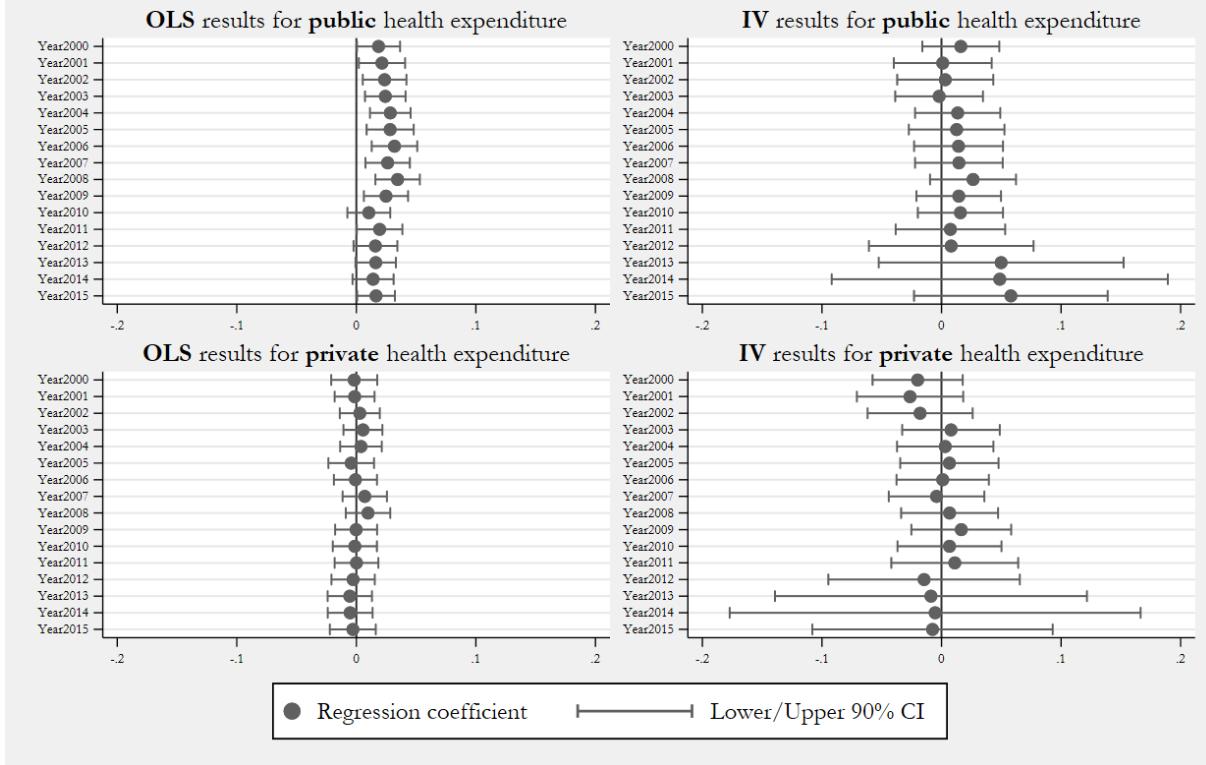 OLS results for public health expenditure
Year2000
Year2001
Year2002
Year2003
Year2004
Year2005
Year2006
Year2007
Year2008
Year2009
Year2010
Year2011
Year2012
Year2013
Year2014
Year2015
-.2 -.1 0 .1 .2
IV results for public health expenditure
Year2000
Year2001
Year2002
Year2003
Year2004
Year2005
Year2006
Year2007
Year2008
Year2009
Year2010
Year2011
Year2012
Year2013
Year2014
Year2015
-.2 -.1 0 .1 .2
OLS results for private health expenditure
Year2000
Year2001
Year2002
Year2003
Year2004
Year2005
Year2006
Year2007
Year2008
Year2009
Year2010
Year2011
Year2012
Year2013
Year2014
Year2015
-.2 -.1 0 .1 .2
IV results for private health expenditure
Year2000
Year2001
Year2002
Year2003
Year2004
Year2005
Year2006
Year2007
Year2008
Year2009
Year2010
Year2011
Year2012
Year2013
Year2014
Year2015
-.2 -.1 0 .1 .2
Regression coefficient Lower/Upper 90% CI